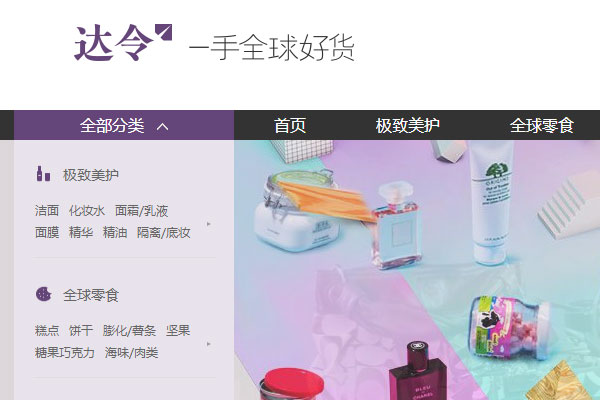 达令 一手全球好货
全部分类 首页 极致美护 全球零食
极致美护
洁面 化妆水 面霜/乳液
面膜 精华 精油 隔离/底妆
全球零食
糕点 饼干 膨化/薯条 坚果
糖果巧克力 海味/肉类
ORIGINS
BLEU
CHANEL